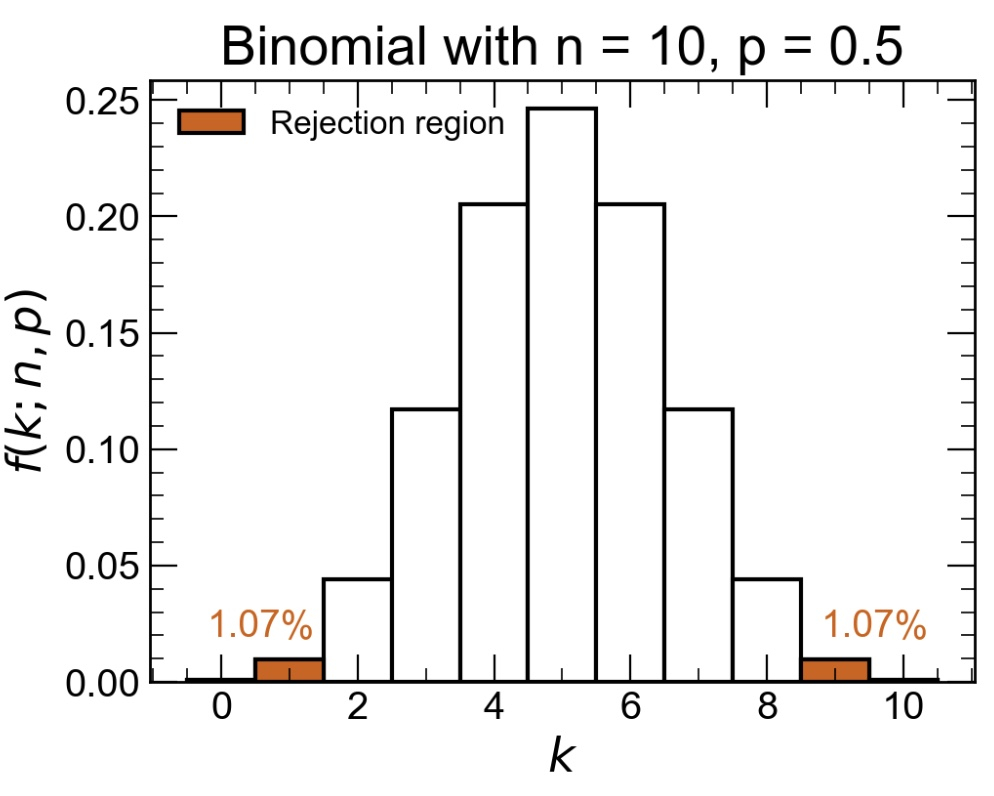 Binomial with n = 10, p = 0.5
Rejection region
f(k; n, p)
0.25
0.20
0.15
0.10
0.05
0.00
1.07%
1.07%
0 2 4 6 8 10
k